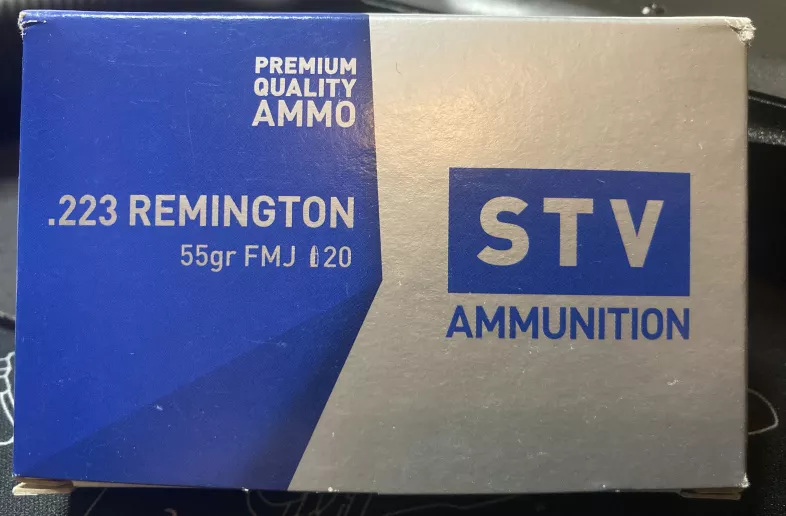 PREMIUM
QUALITY
AMMO
.223 REMINGTON
55gr FMJ 20
STV
AMMUNITION